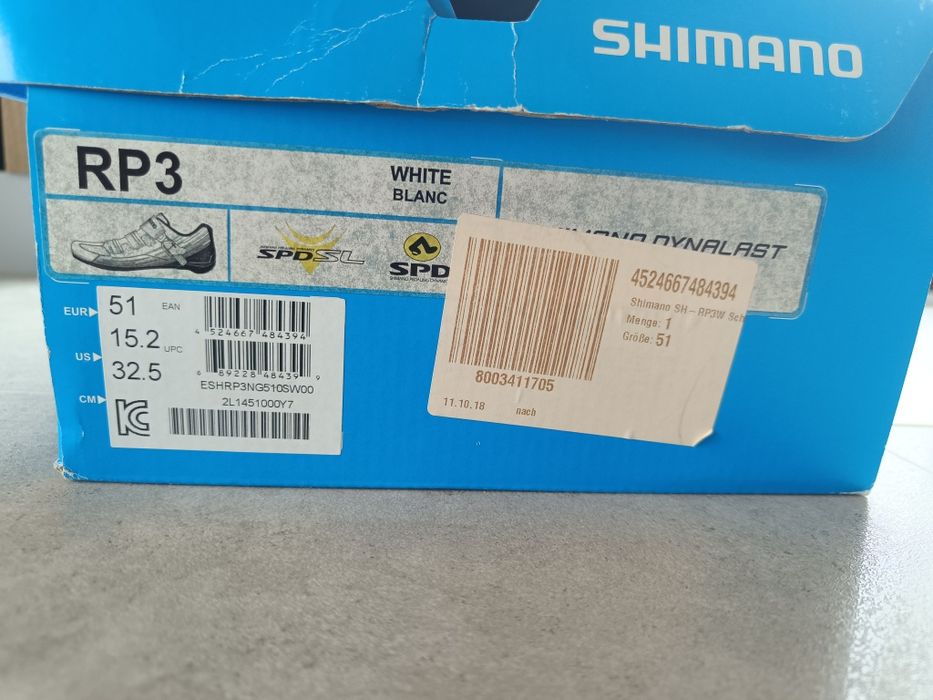 SHIMANO
RP3
WHITE
BLANC
DYNALAST
SPD SL
SPD
EUR 51 EAN
4 524667 484394
US 15.2 UPC
6 89228 48439 9
CM 32.5
ESHRP3NG510SW00
2L1451000Y7
4524667484394
Shimano SH-RP3W Sch
Menge: 1
Größe: 51
8003411705
11.10.18 nach